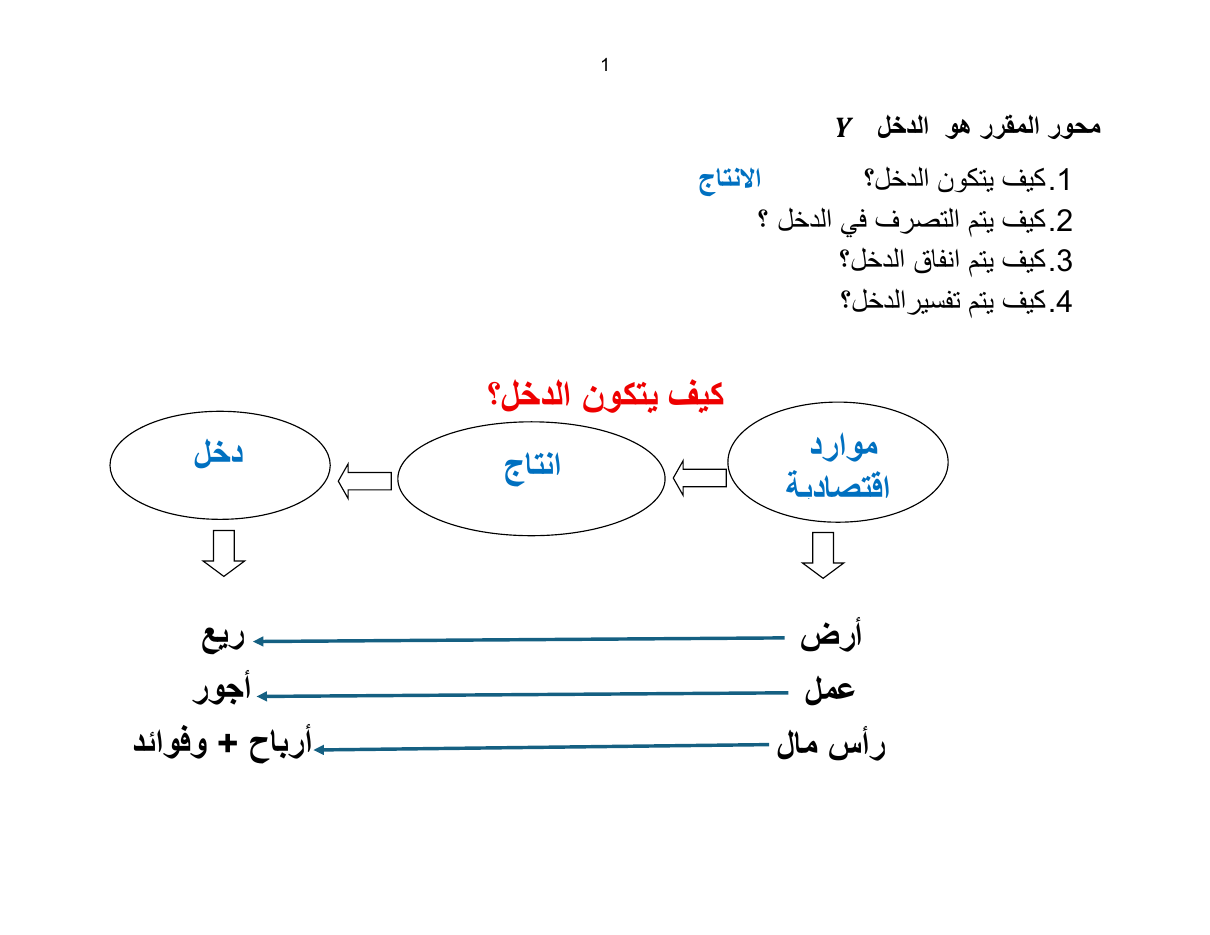 1
محور المقرر هو الدخل Y
1. كيف يتكون الدخل؟ الانتاج
2. كيف يتم التصرف في الدخل ؟
3. كيف يتم انفاق الدخل؟
4. كيف يتم تفسيرالدخل؟
كيف يتكون الدخل؟
موارد
اقتصادية
انتاج
دخل
أرض
ريع
عمل
أجور
رأس مال
أرباح + وفوائد